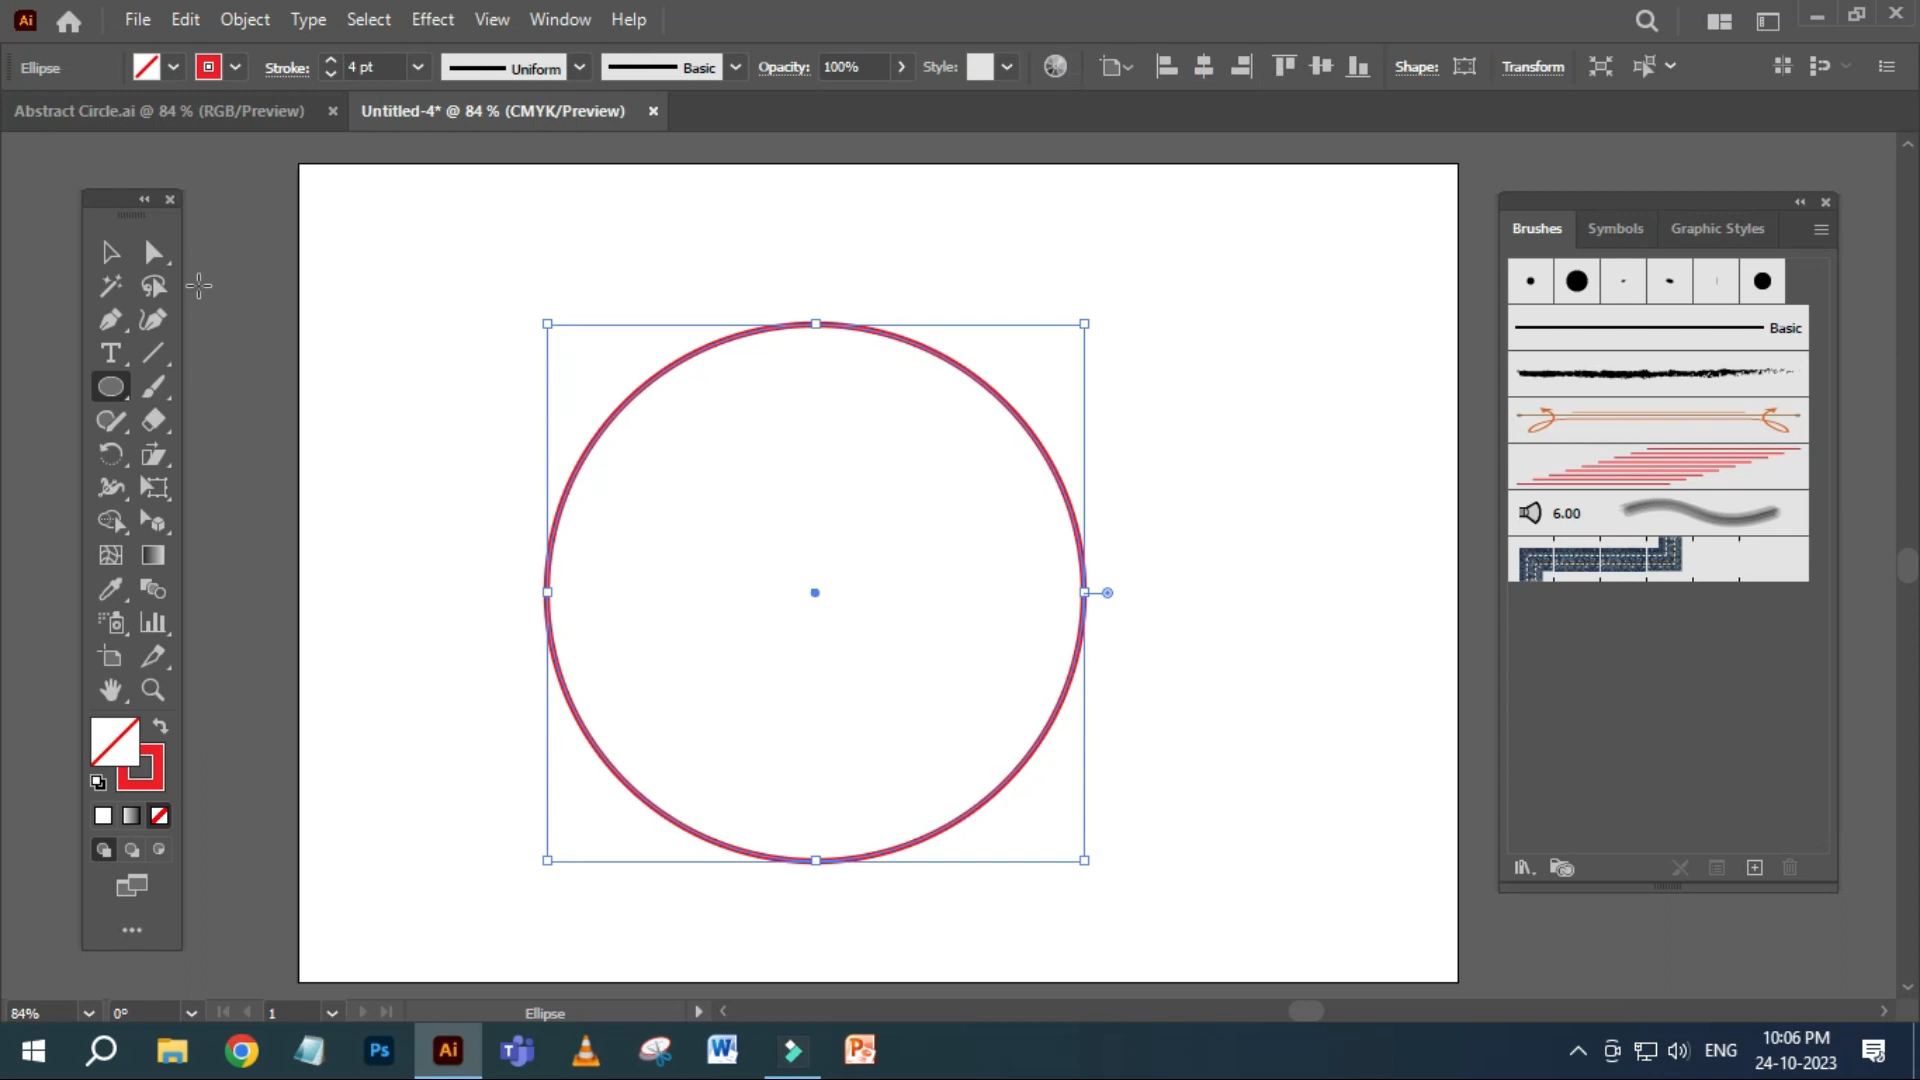 Ai File Edit Object Type Select Effect View Window Help
Ellipse Stroke: 4 pt Uniform Basic Opacity: 100% Style: Shape: Transform
Abstract Circle.ai @ 84 % (RGB/Preview) × Untitled-4* @ 84 % (CMYK/Preview) ×
Brushes Symbols Graphic Styles
Basic
6.00
84% 0° 1 Ellipse
Ps Ai ENG 10:06 PM
24-10-2023